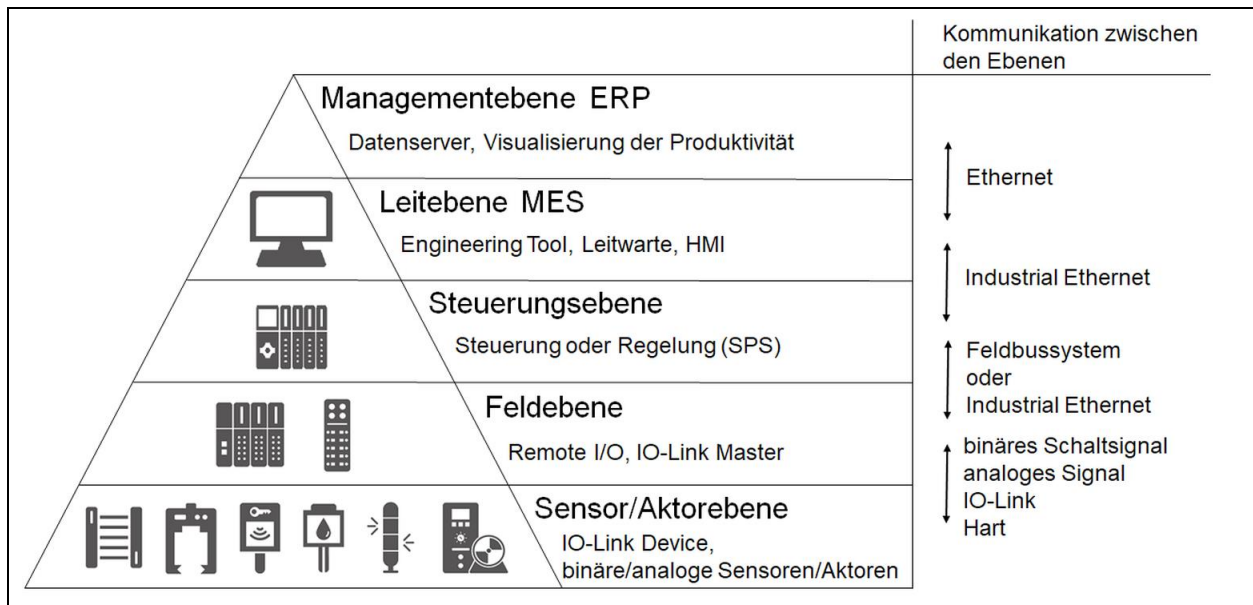 Kommunikation zwischen
den Ebenen
Managementebene ERP
Datenserver, Visualisierung der Produktivität
Ethernet
Leitebene MES
Engineering Tool, Leitwarte, HMI
Industrial Ethernet
Steuerungsebene
Steuerung oder Regelung (SPS)
Feldbussystem
oder
Industrial Ethernet
Feldebene
Remote I/O, IO-Link Master
binäres Schaltsignal
analoges Signal
IO-Link
Hart
Sensor/Aktorebene
IO-Link Device,
binäre/analoge Sensoren/Aktoren